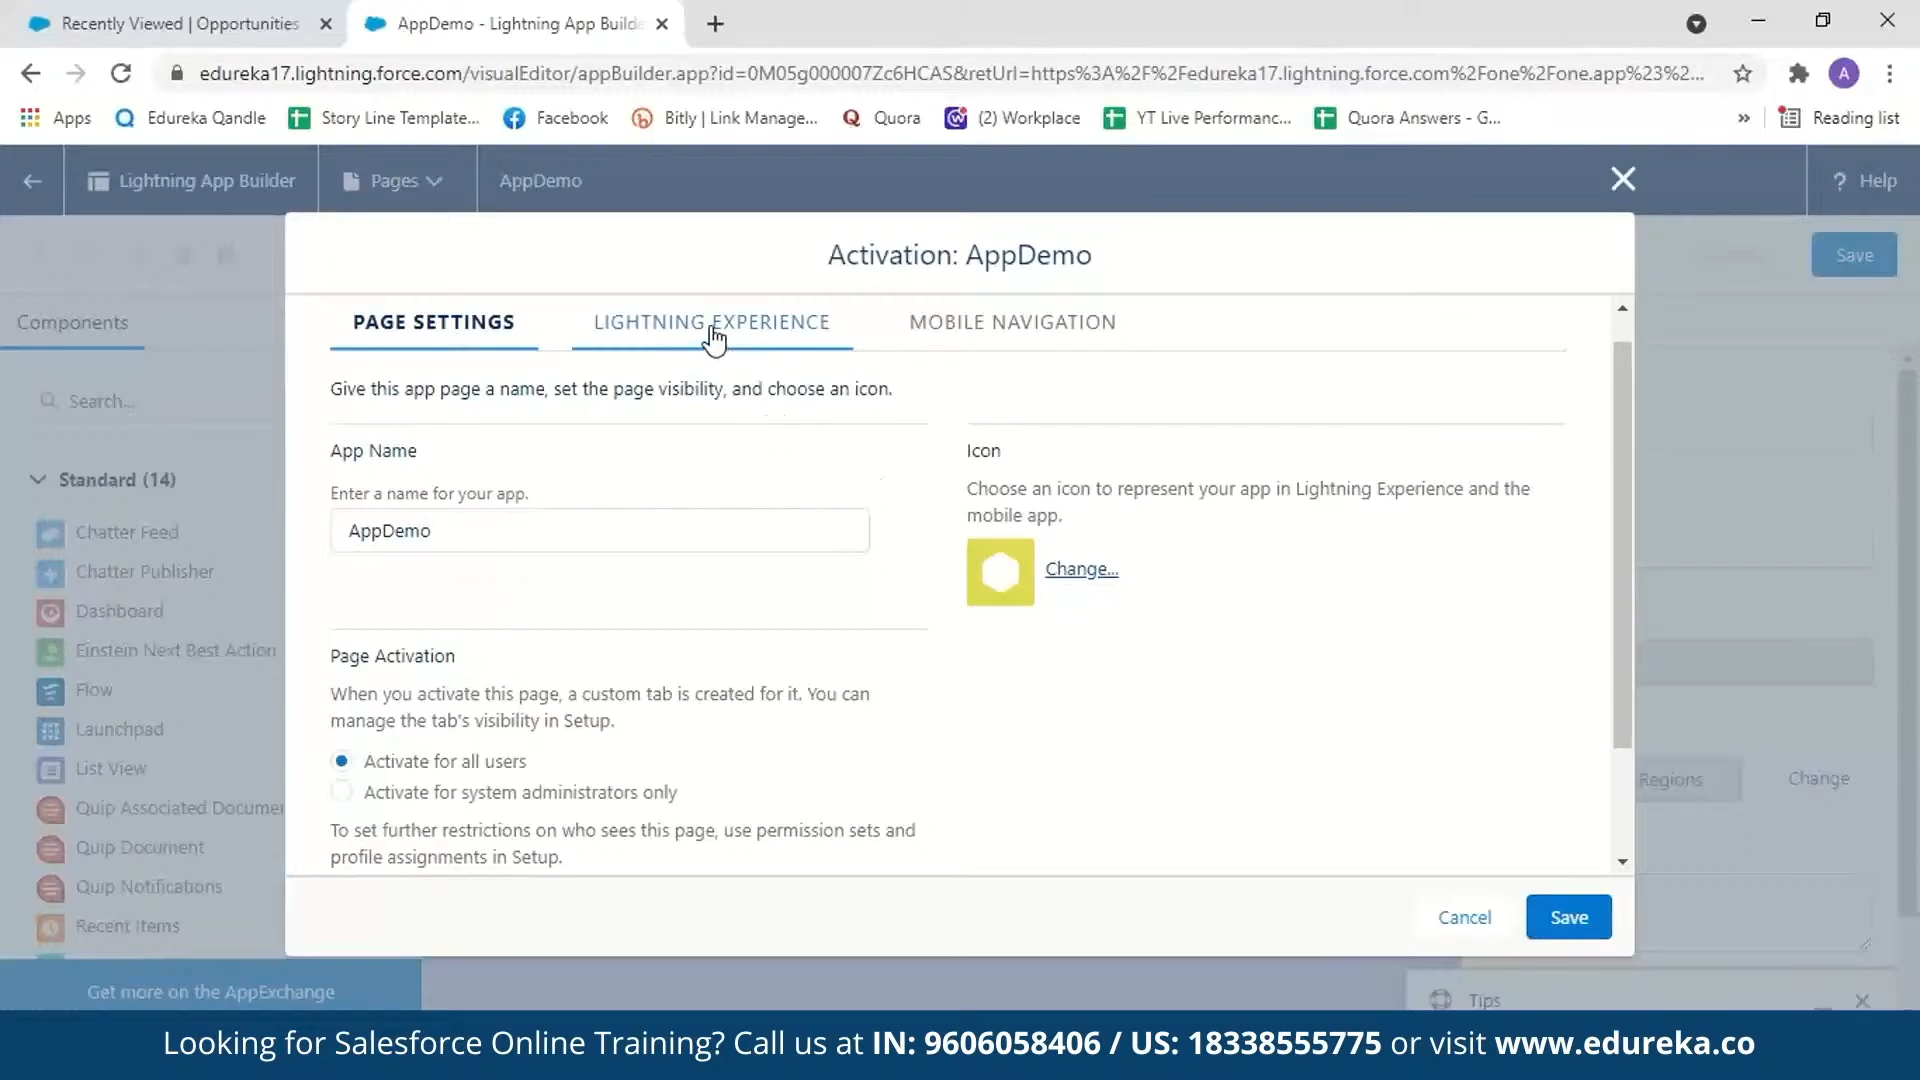 Recently Viewed | Opportunities
AppDemo - Lightning App Builde
edureka17.lightning.force.com/visualEditor/appBuilder.app?id=0M05g000007Zc6HCAS&retUrl=https%3A%2F%2Fedureka17.lightning.force.com%2Fone%2Fone.app%23%2...
A
Apps
Edureka Qandle
Story Line Template...
Facebook
Bitly | Link Manage...
Quora
(2) Workplace
YT Live Performanc...
Quora Answers - G...
»
Reading list
Lightning App Builder
Pages
AppDemo
? Help
Activation: AppDemo
Save
Components
PAGE SETTINGS
LIGHTNING EXPERIENCE
MOBILE NAVIGATION
Give this app page a name, set the page visibility, and choose an icon.
Search...
App Name
Enter a name for your app.
AppDemo
Icon
Choose an icon to represent your app in Lightning Experience and the
mobile app.
Change...
Standard (14)
Chatter Feed
Chatter Publisher
Dashboard
Einstein Next Best Action
Flow
Launchpad
List View
Quip Associated Documen
Quip Document
Quip Notifications
Recent Items
Page Activation
When you activate this page, a custom tab is created for it. You can
manage the tab's visibility in Setup.
Activate for all users
Activate for system administrators only
To set further restrictions on who sees this page, use permission sets and
profile assignments in Setup.
Regions
Change
Cancel
Save
Get more on the AppExchange
Tips
Looking for Salesforce Online Training? Call us at IN: 9606058406 / US: 18338555775 or visit www.edureka.co